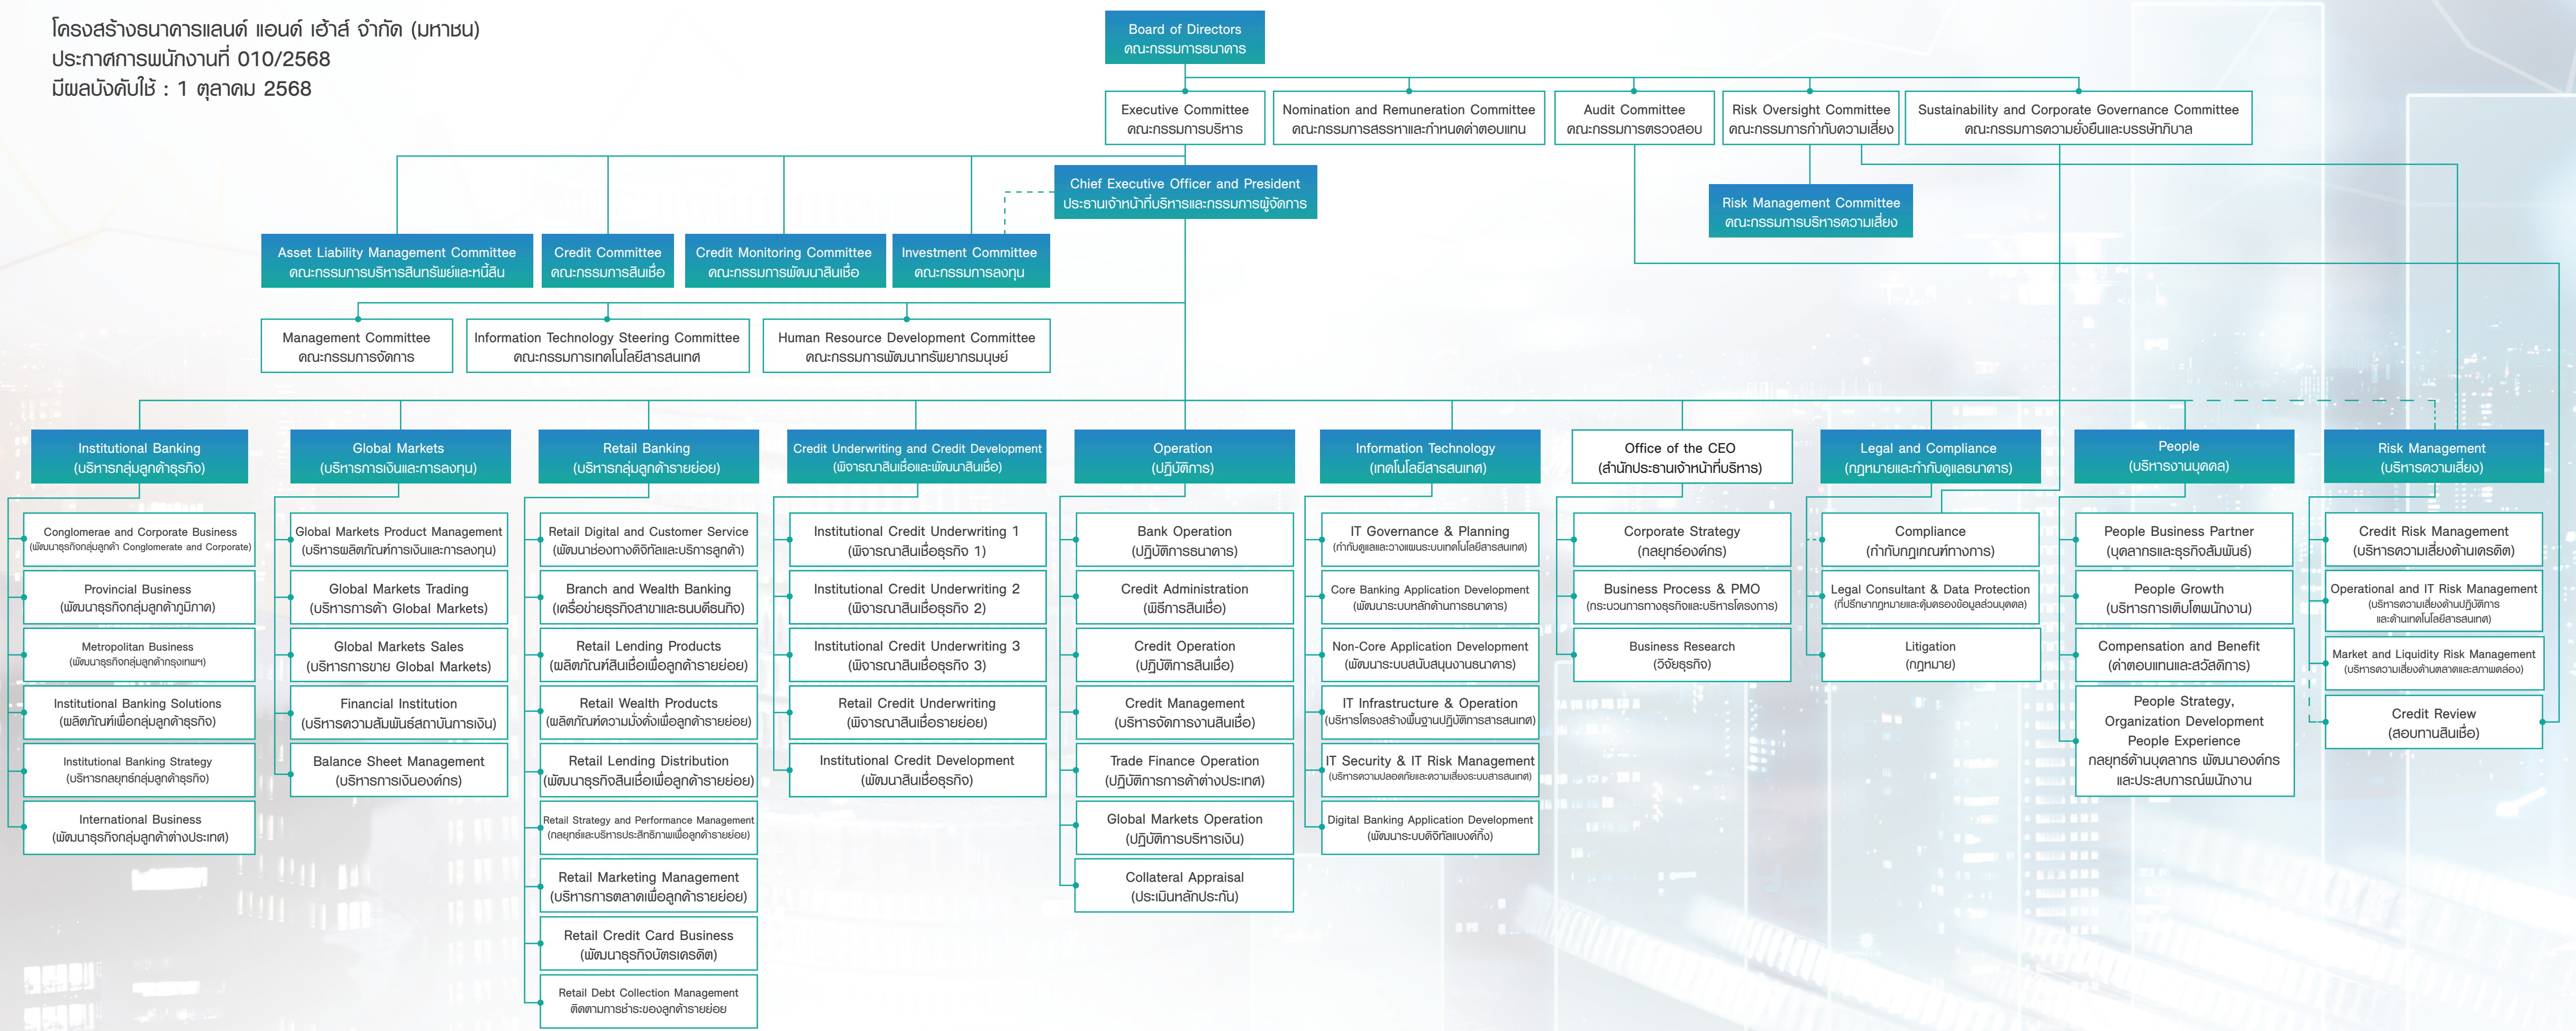 โครงสร้างธนาคารแลนด์ แอนด์ เฮ้าส์ จำกัด (มหาชน)
ประกาศการพนักงานที่ 010/2568
มีผลบังคับใช้ : 1 ตุลาคม 2568
Board of Directors
คณะกรรมการธนาคาร
Executive Committee
คณะกรรมการบริหาร
Nomination and Remuneration Committee
คณะกรรมการสรรหาและกำหนดค่าตอบแทน
Audit Committee
คณะกรรมการตรวจสอบ
Risk Oversight Committee
คณะกรรมการกำกับความเสี่ยง
Sustainability and Corporate Governance Committee
คณะกรรมการความยั่งยืนและบรรษัทภิบาล
Chief Executive Officer and President
ประธานเจ้าหน้าที่บริหารและกรรมการผู้จัดการ
Risk Management Committee
คณะกรรมการบริหารความเสี่ยง
Asset Liability Management Committee
คณะกรรมการบริหารสินทรัพย์และหนี้สิน
Credit Committee
คณะกรรมการสินเชื่อ
Credit Monitoring Committee
คณะกรรมการพัฒนาสินเชื่อ
Investment Committee
คณะกรรมการลงทุน
Management Committee
คณะกรรมการจัดการ
Information Technology Steering Committee
คณะกรรมการเทคโนโลยีสารสนเทศ
Human Resource Development Committee
คณะกรรมการพัฒนาทรัพยากรมนุษย์
Institutional Banking
(บริหารกลุ่มลูกค้าธุรกิจ)
Conglomerae and Corporate Business
(พัฒนาธุรกิจกลุ่มลูกค้า Conglomerate and Corporate)
Provincial Business
(พัฒนาธุรกิจกลุ่มลูกค้าภูมิภาค)
Metropolitan Business
(พัฒนาธุรกิจกลุ่มลูกค้ากรุงเทพฯ)
Institutional Banking Solutions
(ผลิตภัณฑ์เพื่อกลุ่มลูกค้าธุรกิจ)
Institutional Banking Strategy
(บริหารกลยุทธ์กลุ่มลูกค้าธุรกิจ)
International Business
(พัฒนาธุรกิจกลุ่มลูกค้าต่างประเทศ)
Global Markets
(บริหารการเงินและการลงทุน)
Global Markets Product Management
(บริหารผลิตภัณฑ์การเงินและการลงทุน)
Global Markets Trading
(บริหารการค้า Global Markets)
Global Markets Sales
(บริหารการขาย Global Markets)
Financial Institution
(บริหารความสัมพันธ์สถาบันการเงิน)
Balance Sheet Management
(บริหารการเงินองค์กร)
Retail Banking
(บริหารกลุ่มลูกค้ารายย่อย)
Retail Digital and Customer Service
(พัฒนาช่องทางดิจิทัลและบริการลูกค้า)
Branch and Wealth Banking
(เครือข่ายธุรกิจสาขาและธนบดีธนกิจ)
Retail Lending Products
(ผลิตภัณฑ์สินเชื่อเพื่อลูกค้ารายย่อย)
Retail Wealth Products
(ผลิตภัณฑ์ความมั่งคั่งเพื่อลูกค้ารายย่อย)
Retail Lending Distribution
(พัฒนาธุรกิจสินเชื่อเพื่อลูกค้ารายย่อย)
Retail Strategy and Performance Management
(กลยุทธ์และบริหารประสิทธิภาพเพื่อลูกค้ารายย่อย)
Retail Marketing Management
(บริหารการตลาดเพื่อลูกค้ารายย่อย)
Retail Credit Card Business
(พัฒนาธุรกิจบัตรเครดิต)
Retail Debt Collection Management
ติดตามการชำระของลูกค้ารายย่อย
Credit Underwriting and Credit Development
(พิจารณาสินเชื่อและพัฒนาสินเชื่อ)
Institutional Credit Underwriting 1
(พิจารณาสินเชื่อธุรกิจ 1)
Institutional Credit Underwriting 2
(พิจารณาสินเชื่อธุรกิจ 2)
Institutional Credit Underwriting 3
(พิจารณาสินเชื่อธุรกิจ 3)
Retail Credit Underwriting
(พิจารณาสินเชื่อรายย่อย)
Institutional Credit Development
(พัฒนาสินเชื่อธุรกิจ)
Operation
(ปฏิบัติการ)
Bank Operation
(ปฏิบัติการธนาคาร)
Credit Administration
(พิธีการสินเชื่อ)
Credit Operation
(ปฏิบัติการสินเชื่อ)
Credit Management
(บริหารจัดการงานสินเชื่อ)
Trade Finance Operation
(ปฏิบัติการการค้าต่างประเทศ)
Global Markets Operation
(ปฏิบัติการบริหารเงิน)
Collateral Appraisal
(ประเมินหลักประกัน)
Information Technology
(เทคโนโลยีสารสนเทศ)
IT Governance & Planning
(กำกับดูแลและวางแผนระบบเทคโนโลยีสารสนเทศ)
Core Banking Application Development
(พัฒนาระบบหลักด้านการธนาคาร)
Non-Core Application Development
(พัฒนาระบบสนับสนุนงานธนาคาร)
IT Infrastructure & Operation
(บริหารโครงสร้างพื้นฐานปฏิบัติการสารสนเทศ)
IT Security & IT Risk Management
(บริหารความปลอดภัยและความเสี่ยงระบบสารสนเทศ)
Digital Banking Application Development
(พัฒนาระบบดิจิทัลแบงค์กิ้ง)
Office of the CEO
(สำนักประธานเจ้าหน้าที่บริหาร)
Corporate Strategy
(กลยุทธ์องค์กร)
Business Process & PMO
(กระบวนการทางธุรกิจและบริหารโครงการ)
Business Research
(วิจัยธุรกิจ)
Legal and Compliance
(กฎหมายและกำกับดูแลธนาคาร)
Compliance
(กำกับกฎเกณฑ์ทางการ)
Legal Consultant & Data Protection
(ที่ปรึกษากฎหมายและคุ้มครองข้อมูลส่วนบุคคล)
Litigation
(กฎหมาย)
People
(บริหารงานบุคคล)
People Business Partner
(บุคลากรและธุรกิจสัมพันธ์)
People Growth
(บริหารการเติบโตพนักงาน)
Compensation and Benefit
(ค่าตอบแทนและสวัสดิการ)
People Strategy,
Organization Development
People Experience
กลยุทธ์ด้านบุคลากร พัฒนาองค์กร
และประสบการณ์พนักงาน
Risk Management
(บริหารความเสี่ยง)
Credit Risk Management
(บริหารความเสี่ยงด้านเครดิต)
Operational and IT Risk Management
(บริหารความเสี่ยงด้านปฏิบัติการ
และด้านเทคโนโลยีสารสนเทศ)
Market and Liquidity Risk Management
(บริหารความเสี่ยงด้านตลาดและสภาพคล่อง)
Credit Review
(สอบทานสินเชื่อ)